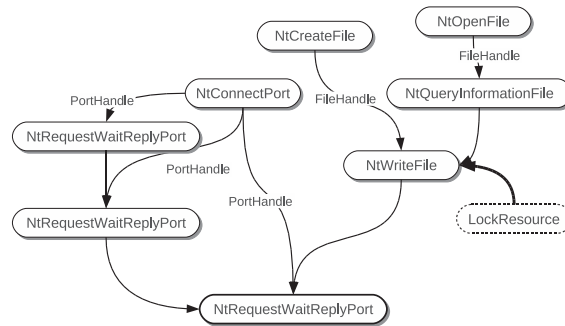 NtOpenFile
NtCreateFile
FileHandle
NtConnectPort
NtQueryInformationFile
PortHandle
FileHandle
NtRequestWaitReplyPort
PortHandle
NtWriteFile
PortHandle
NtRequestWaitReplyPort
LockResource
NtRequestWaitReplyPort